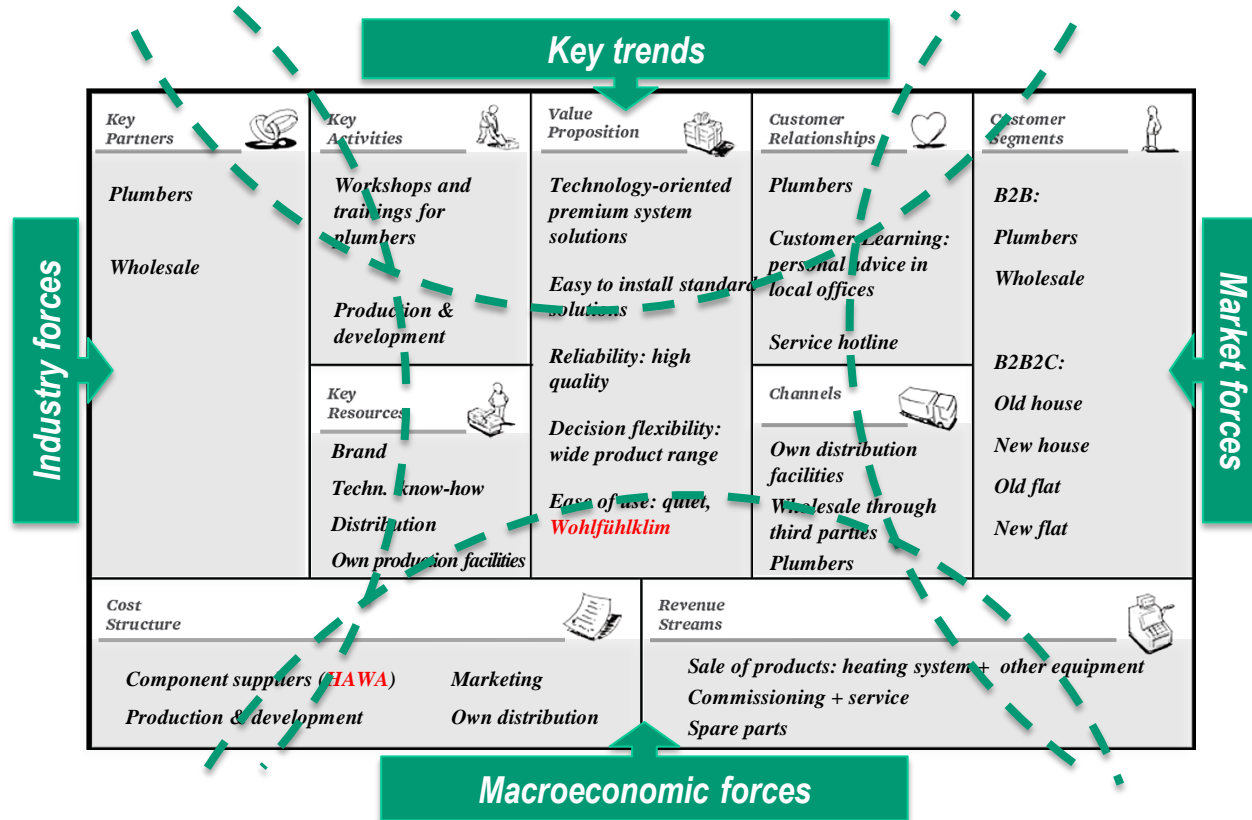 Key trends
Key
Partners
Plumbers
Wholesale
Key
Activities
Workshops and
trainings for
plumbers
Production &
development
Key
Resources
Brand
Techn. know-how
Distribution
Own production facilities
Value
Proposition
Technology-oriented
premium system
solutions
Easy to install standard
solutions
Reliability: high
quality
Decision flexibility:
wide product range
Ease of use: quiet,
Wohlfühlklim
Customer
Relationships
Plumbers
Customer Learning:
personal advice in
local offices
Service hotline
Channels
Own distribution
facilities
Wholesale through
third parties
Plumbers
Customer
Segments
B2B:
Plumbers
Wholesale
B2B2C:
Old house
New house
Old flat
New flat
Industry forces
Market forces
Cost
Structure
Component suppliers (HAWA)
Production & development
Marketing
Own distribution
Revenue
Streams
Sale of products: heating system + other equipment
Commissioning + service
Spare parts
Macroeconomic forces